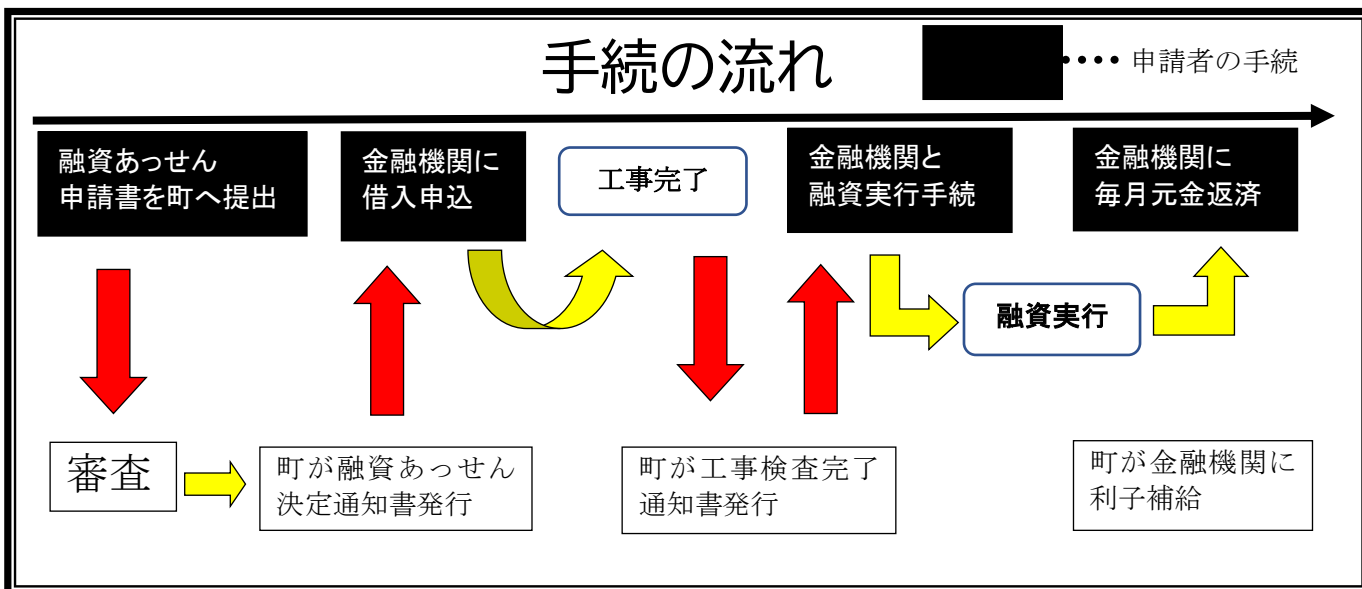 手続の流れ
････ 申請者の手続
融資あっせん
申請書を町へ提出
金融機関に
借入申込
工事完了
金融機関と
融資実行手続
金融機関に
毎月元金返済
融資実行
審査
町が融資あっせん
決定通知書発行
町が工事検査完了
通知書発行
町が金融機関に
利子補給